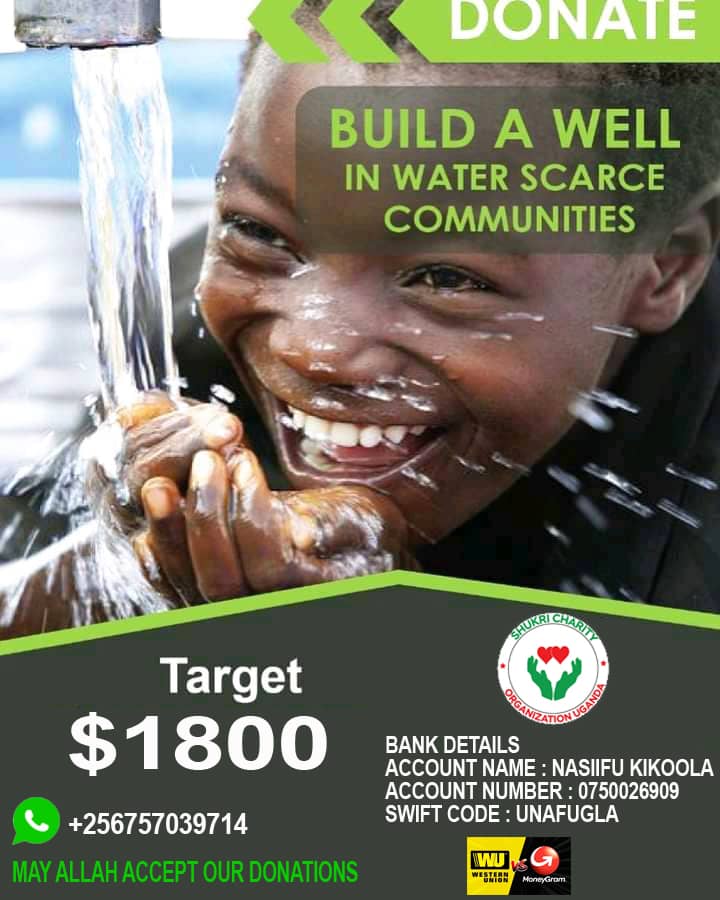 DONATE
BUILD A WELL
IN WATER SCARCE
COMMUNITIES
SHUKRI CHARITY
ORGANIZATION UGANDA
Target
$1800
BANK DETAILS
ACCOUNT NAME : NASIIFU KIKOOLA
ACCOUNT NUMBER : 0750026909
SWIFT CODE : UNAFUGLA
+256757039714
MAY ALLAH ACCEPT OUR DONATIONS
WU
WESTERN
UNION
VS
MoneyGram